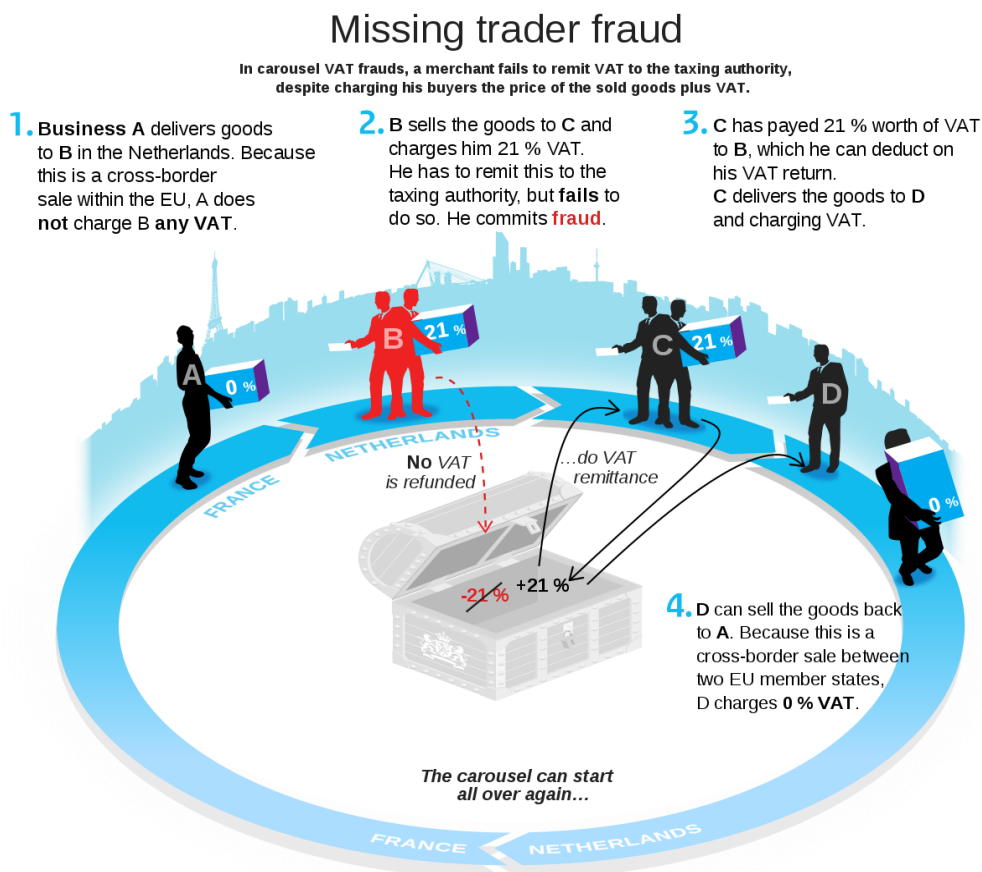 Missing trader fraud
In carousel VAT frauds, a merchant fails to remit VAT to the taxing authority,
despite charging his buyers the price of the sold goods plus VAT.
1. Business A delivers goods
to B in the Netherlands. Because
this is a cross-border
sale within the EU, A does
not charge B any VAT.
2. B sells the goods to C and
charges him 21 % VAT.
He has to remit this to the
taxing authority, but fails to
do so. He commits fraud.
3. C has payed 21 % worth of VAT
to B, which he can deduct on
his VAT return.
C delivers the goods to D
and charging VAT.
A
0 %
B
21 %
C
21 %
D
0 %
FRANCE
NETHERLANDS
No VAT
is refunded
...do VAT
remittance
-21 %
+21 %
4. D can sell the goods back
to A. Because this is a
cross-border sale between
two EU member states,
D charges 0 % VAT.
The carousel can start
all over again...
FRANCE
NETHERLANDS